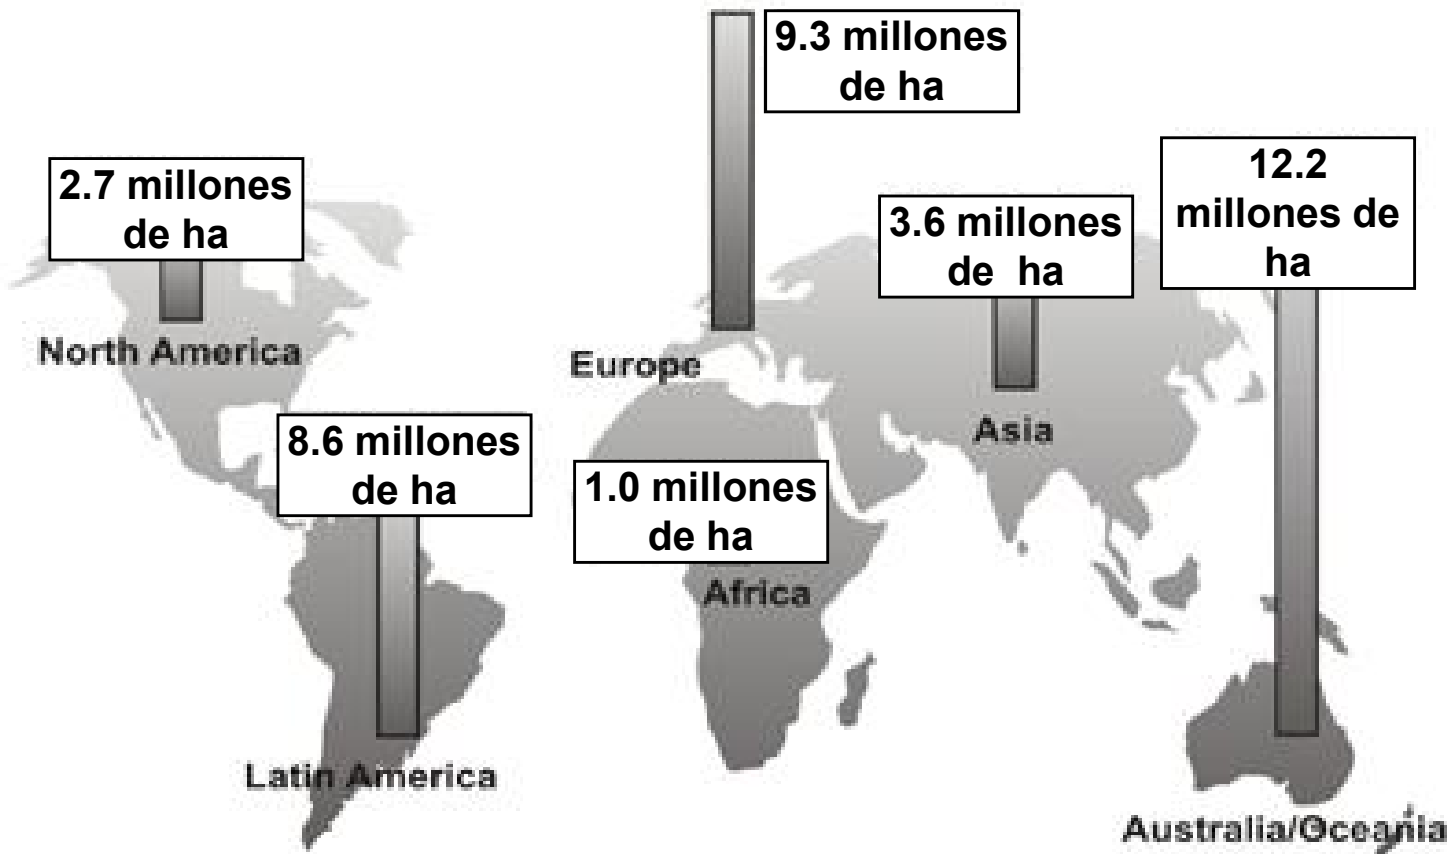 9.3 millones
de ha
2.7 millones
de ha
North America
3.6 millones
de ha
12.2
millones de
ha
Europe
Asia
8.6 millones
de ha
1.0 millones
de ha
Africa
Latin America
Australia/Oceania